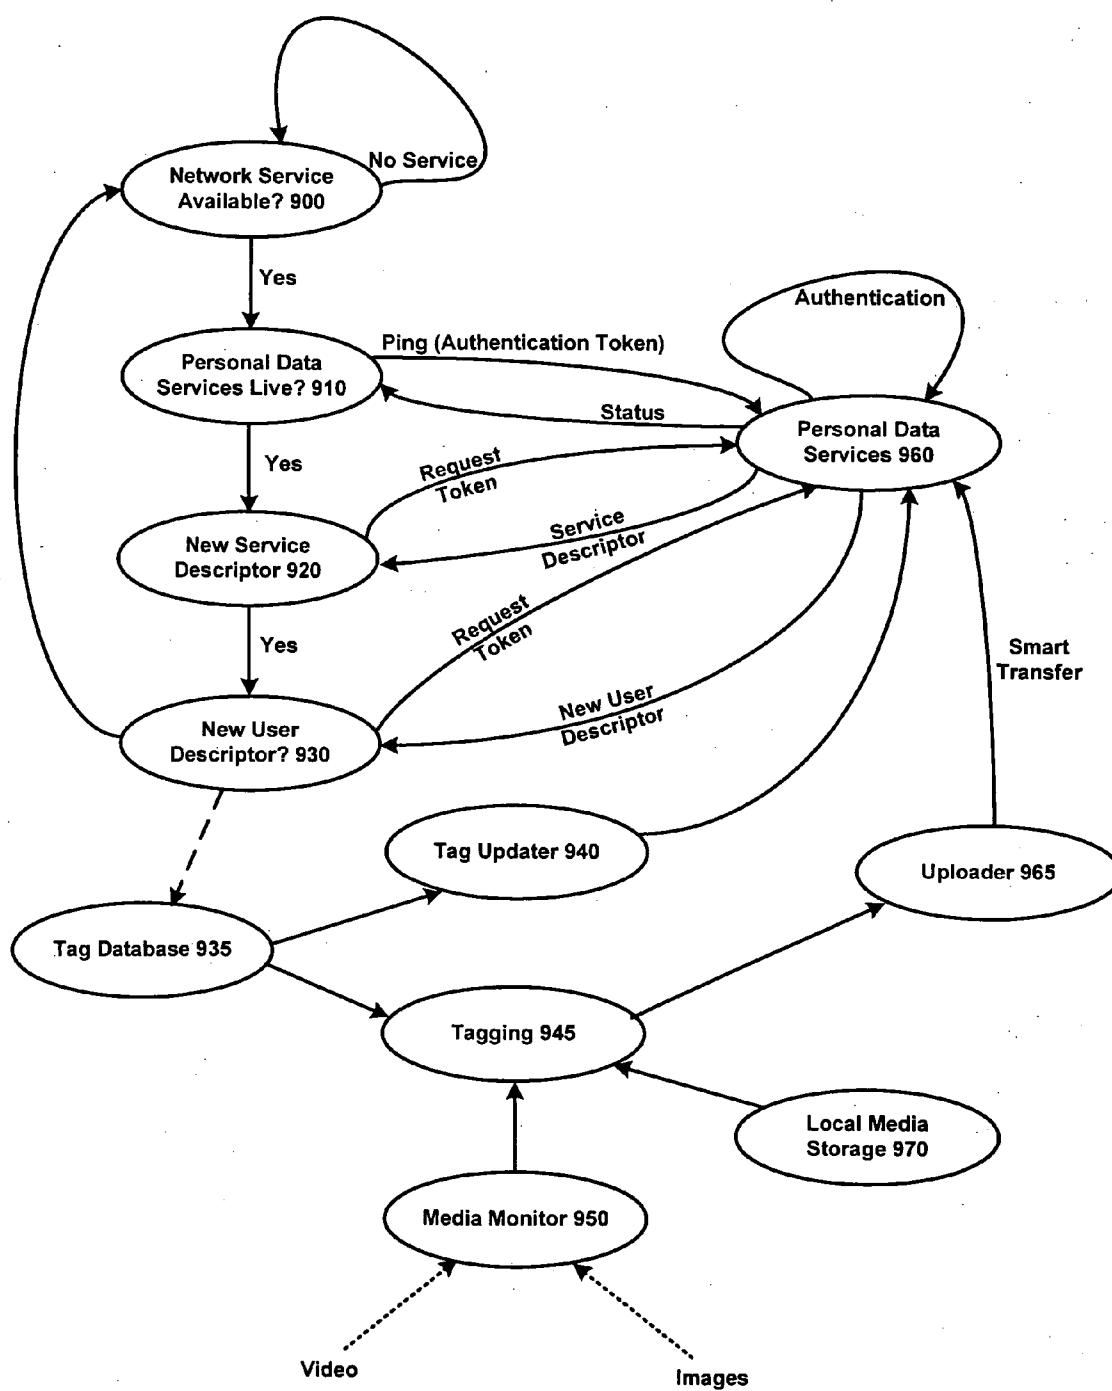 No Service
Network Service
Available? 900
Yes
Authentication
Ping (Authentication Token)
Personal Data
Services Live? 910
Status
Personal Data
Services 960
Yes
Request
Token
New Service
Descriptor 920
Service
Descriptor
Yes
Request
Token
Smart
Transfer
New User
Descriptor? 930
New User
Descriptor
Tag Updater 940
Uploader 965
Tag Database 935
Tagging 945
Local Media
Storage 970
Media Monitor 950
Video
Images